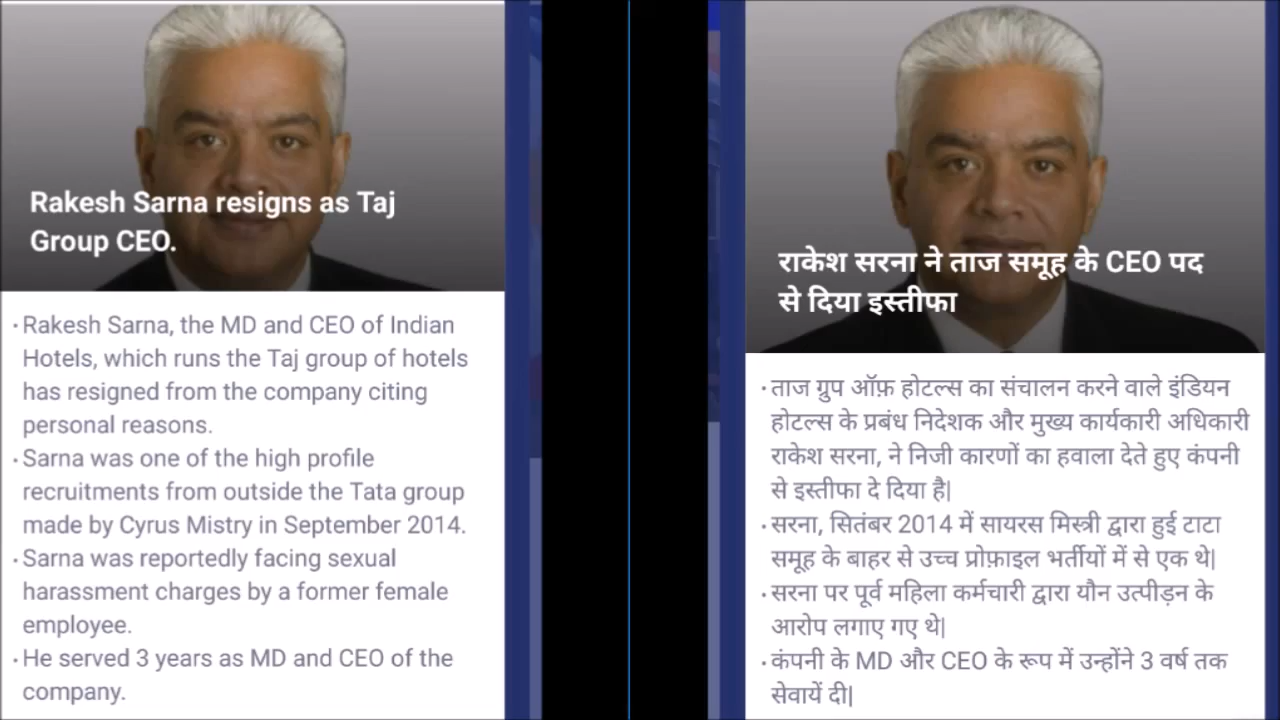 Rakesh Sarna resigns as Taj
Group CEO.
· Rakesh Sarna, the MD and CEO of Indian
Hotels, which runs the Taj group of hotels
has resigned from the company citing
personal reasons.
· Sarna was one of the high profile
recruitments from outside the Tata group
made by Cyrus Mistry in September 2014.
· Sarna was reportedly facing sexual
harassment charges by a former female
employee.
· He served 3 years as MD and CEO of the
company.
राकेश सरना ने ताज समूह के CEO पद
से दिया इस्तीफा
· ताज ग्रुप ऑफ़ होटल्स का संचालन करने वाले इंडियन
होटल्स के प्रबंध निदेशक और मुख्य कार्यकारी अधिकारी
राकेश सरना, ने निजी कारणों का हवाला देते हुए कंपनी
से इस्तीफा दे दिया है|
· सरना, सितंबर 2014 में सायरस मिस्त्री द्वारा हुई टाटा
समूह के बाहर से उच्च प्रोफ़ाइल भर्तीयों में से एक थे|
· सरना पर पूर्व महिला कर्मचारी द्वारा यौन उत्पीड़न के
आरोप लगाए गए थे|
· कंपनी के MD और CEO के रूप में उन्होंने 3 वर्ष तक
सेवायें दी|